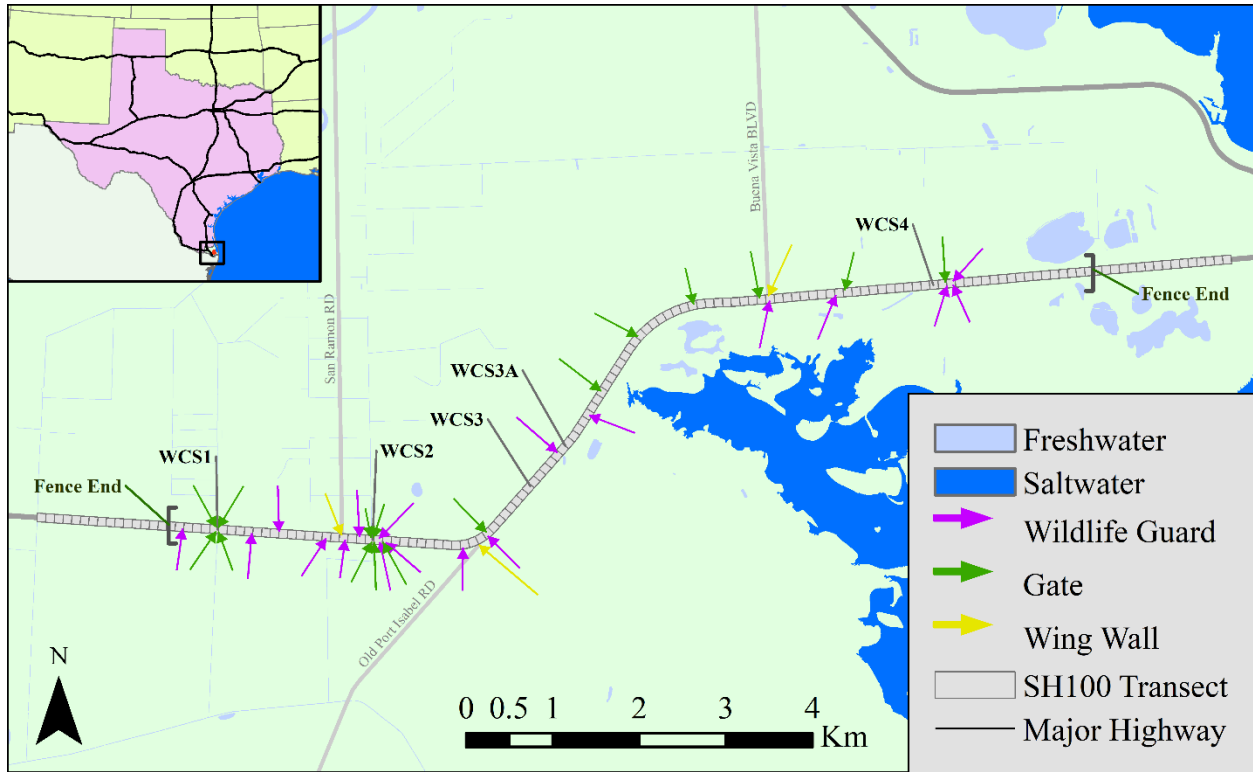 San Ramon RD
Buena Vista BLVD
WCS4
Fence End
WCS3A
WCS3
WCS1
WCS2
Fence End
Old Port Isabel RD
N
0 0.5 1 2 3 4
Km
Freshwater
Saltwater
Wildlife Guard
Gate
Wing Wall
SH100 Transect
Major Highway